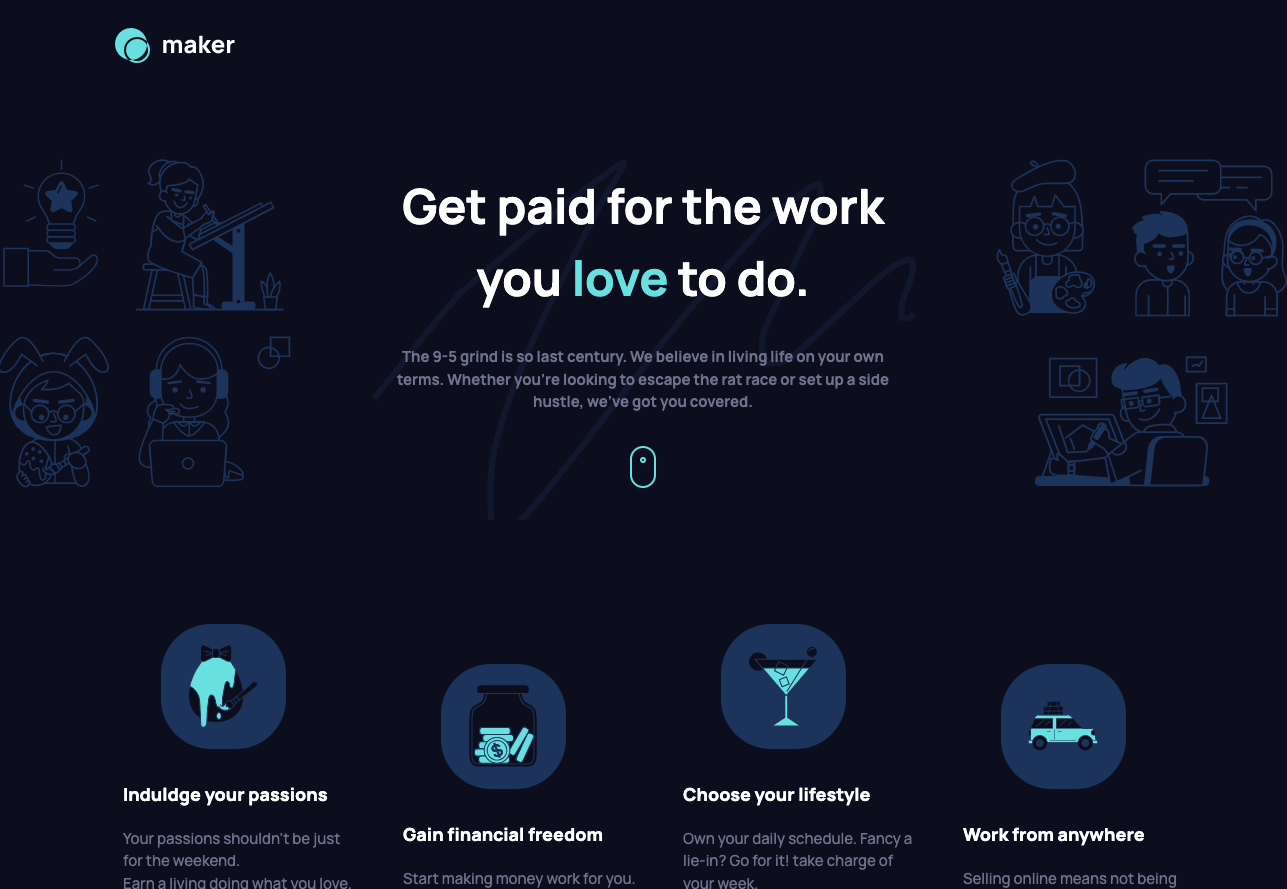 maker
Get paid for the work
you love to do.
The 9-5 grind is so last century. We believe in living life on your own
terms. Whether you're looking to escape the rat race or set up a side
hustle, we've got you covered.
Induldge your passions
Your passions shouldn't be just
for the weekend.
Earn a living doing what you love.
Gain financial freedom
Start making money work for you.
Choose your lifestyle
Own your daily schedule. Fancy a
lie-in? Go for it! take charge of
your week.
Work from anywhere
Selling online means not being